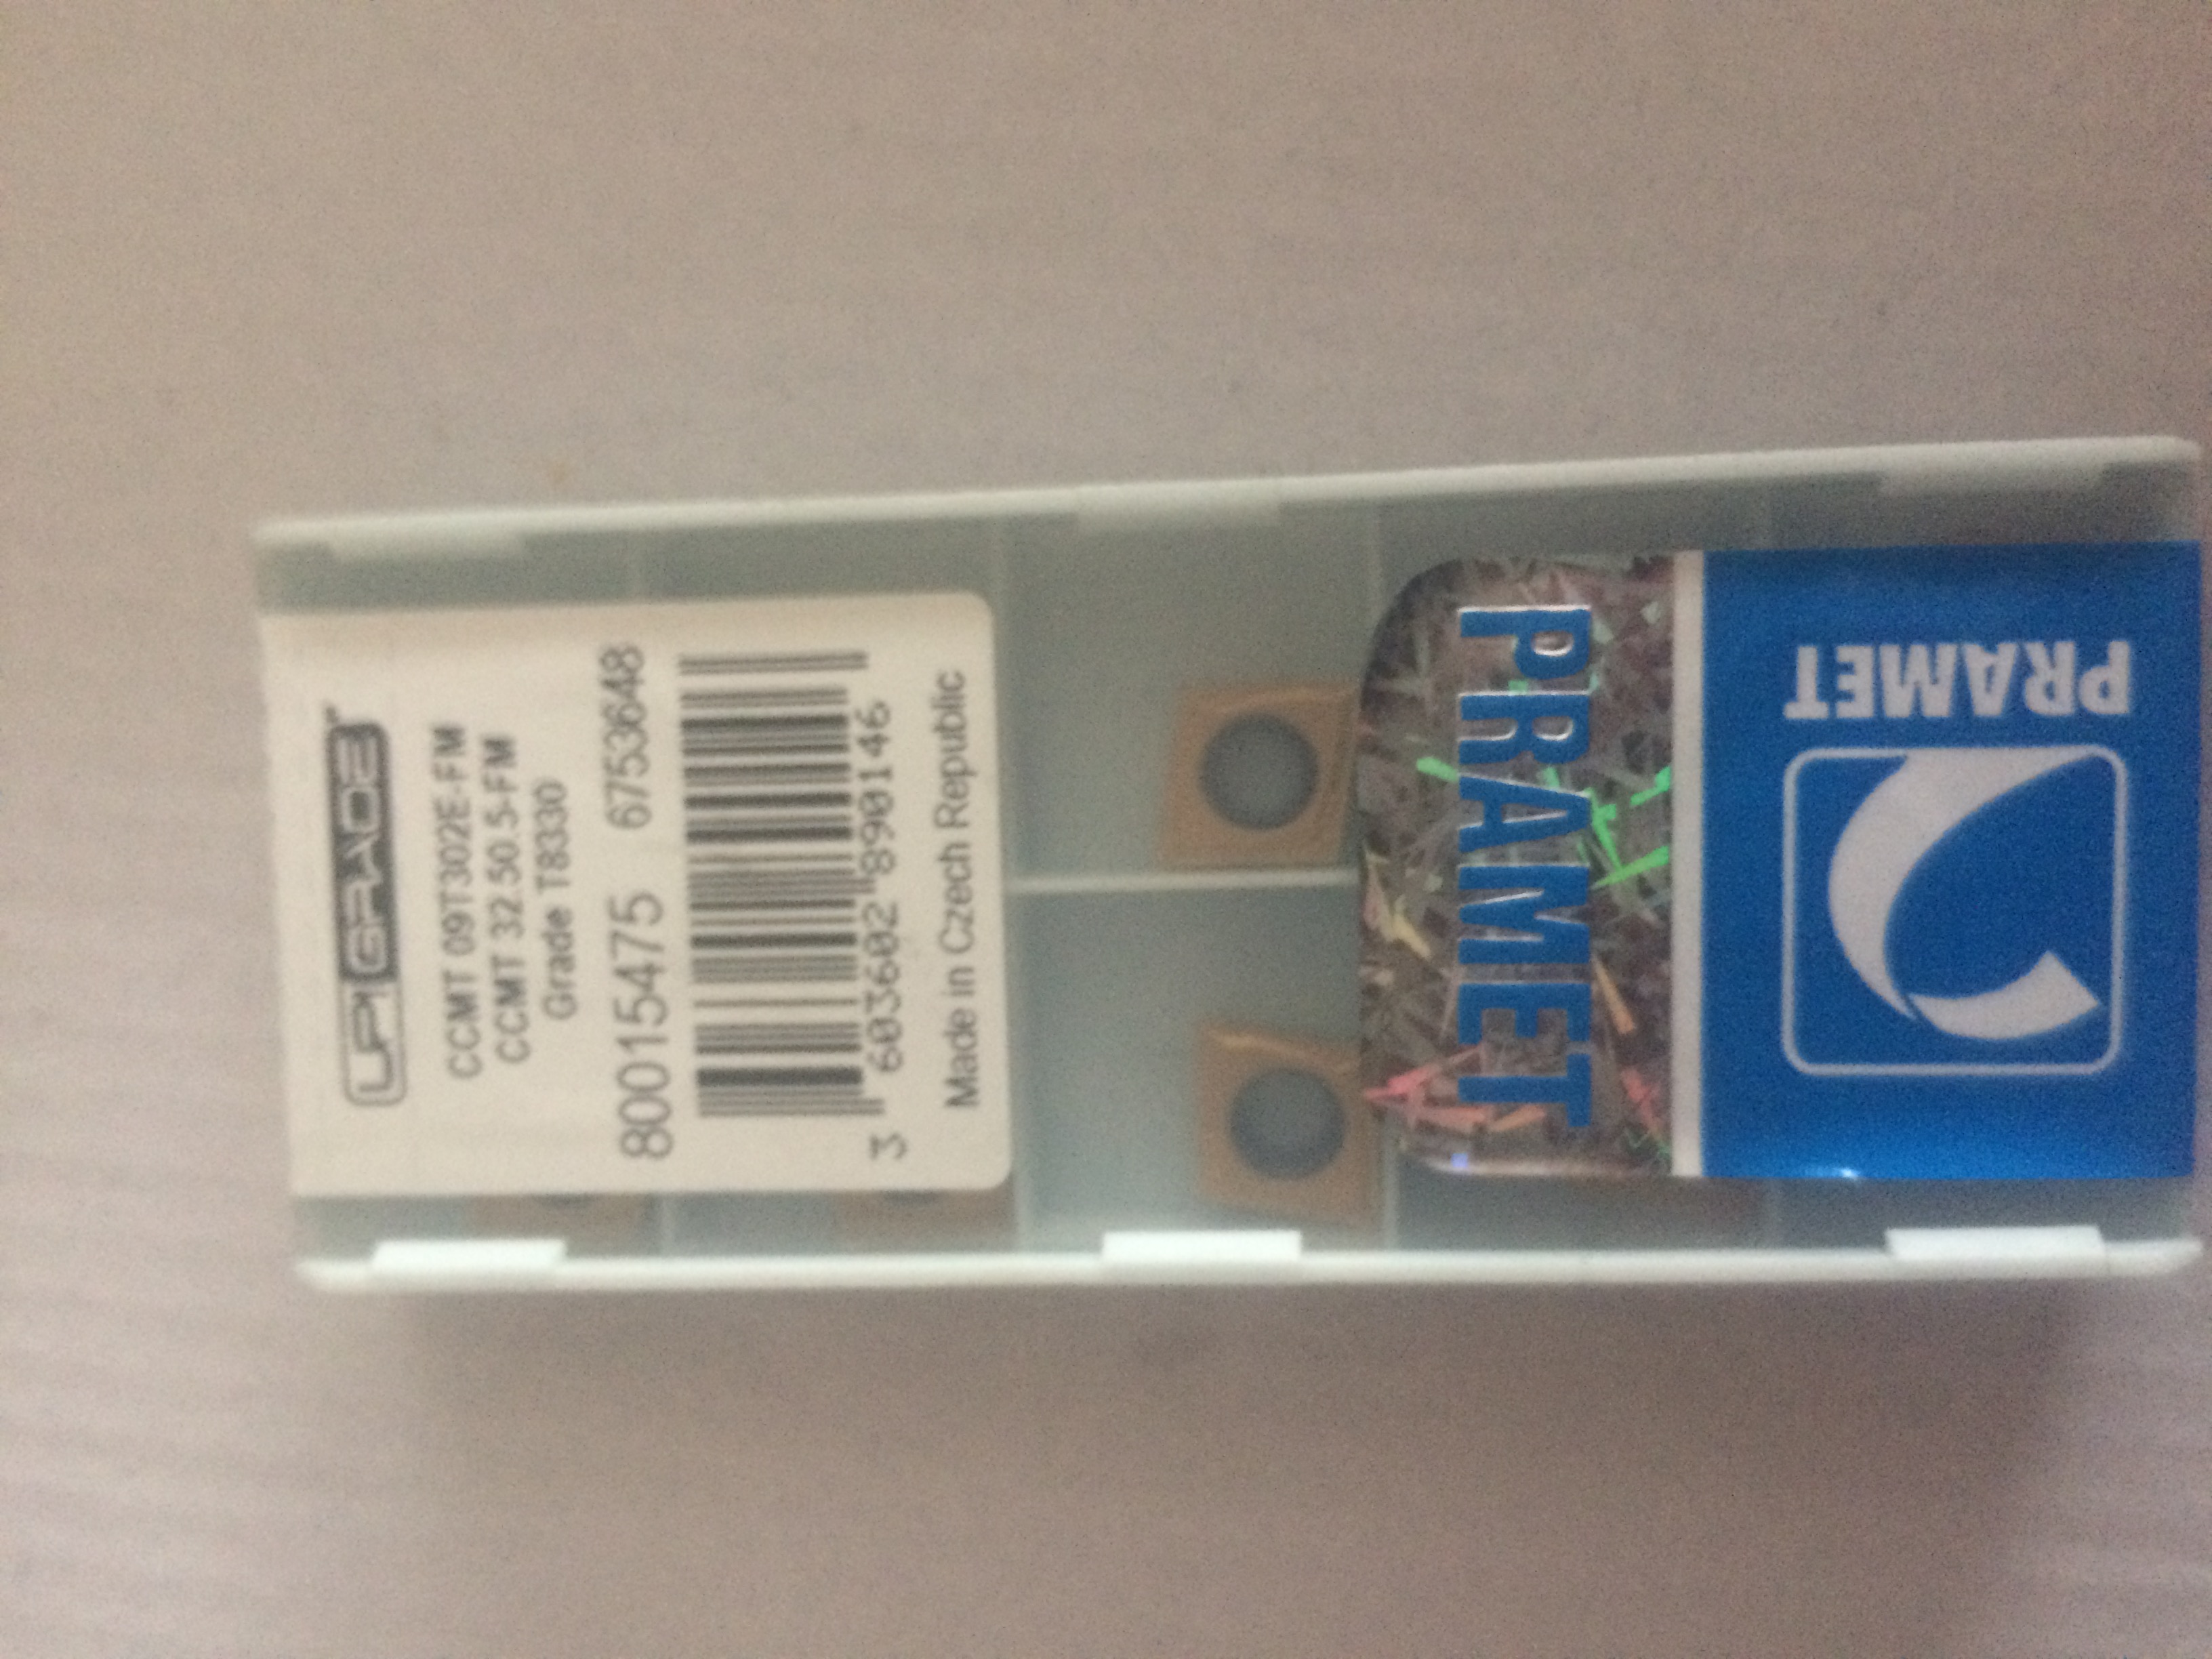 UP!GRADE
CCMT 09T302E-FM
CCMT 32.50.5-FM
Grade T8330
80015475 67536648
3 603602 890146
Made in Czech Republic
PRAMET
PRAMET